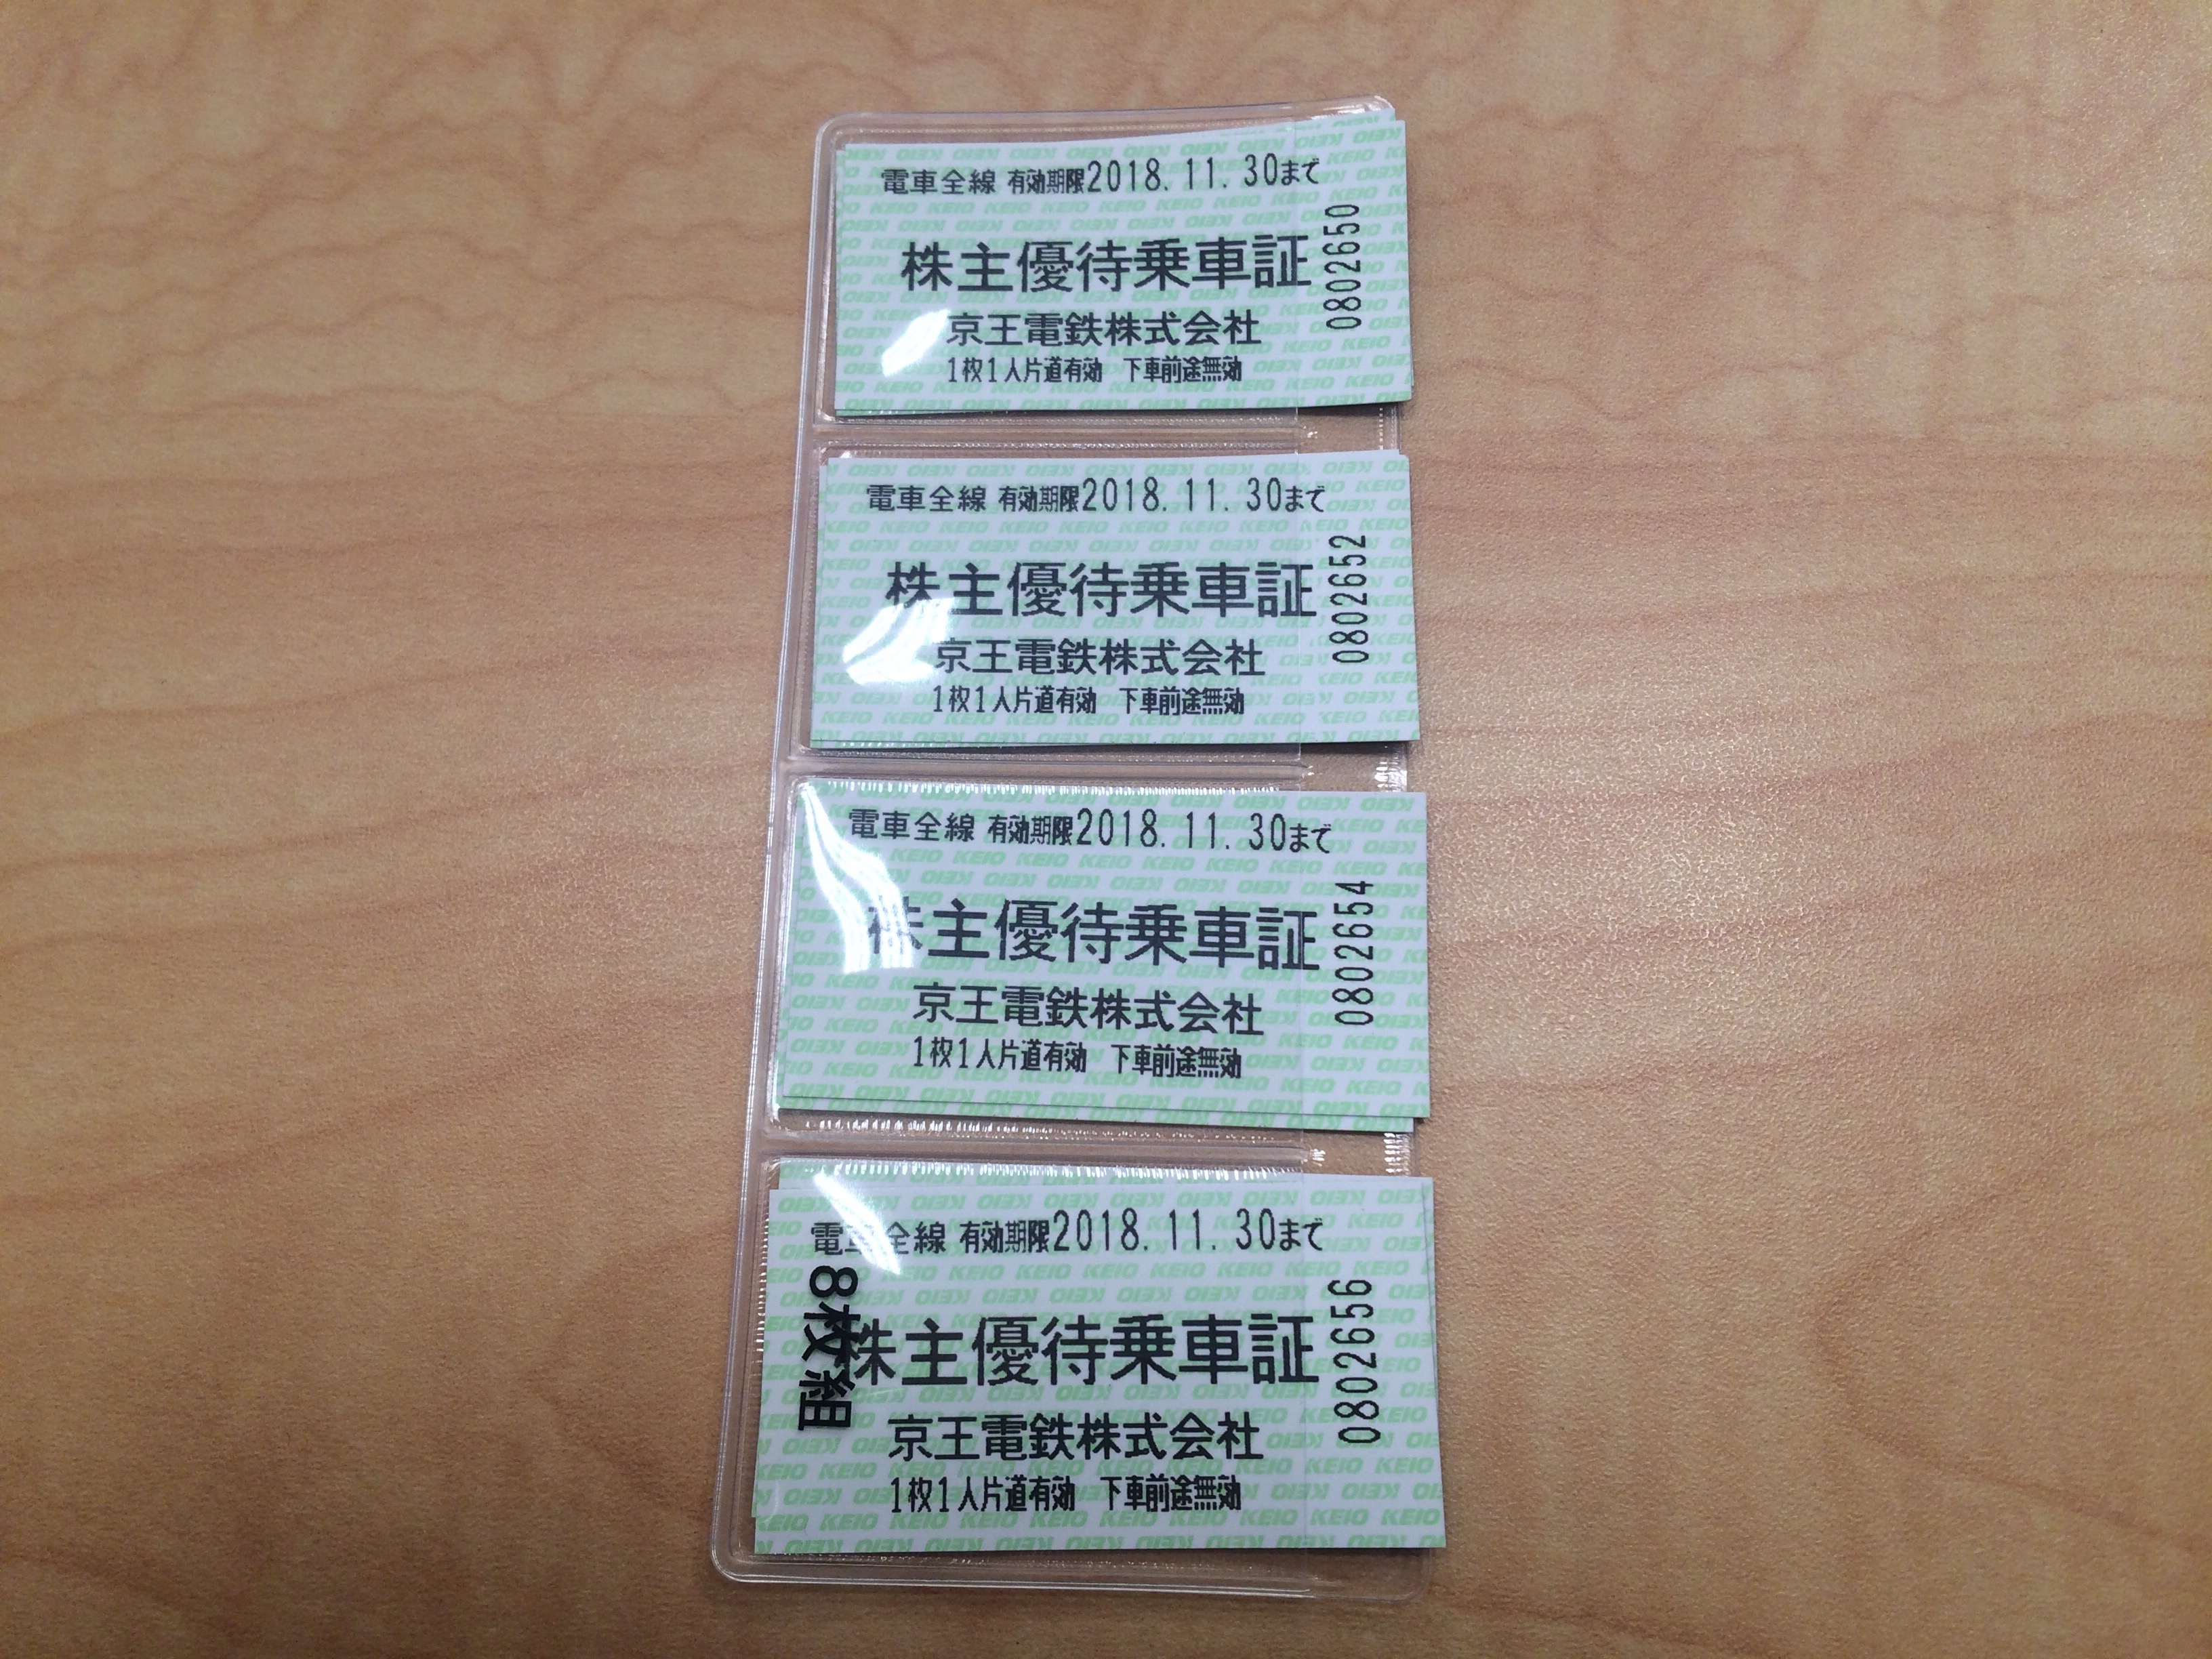 電車全線 有効期限2018.11.30まで
株主優待乗車証
京王電鉄株式会社
1枚1人片道有効 下車前途無効
0802650
電車全線 有効期限2018.11.30まで
株主優待乗車証
京王電鉄株式会社
1枚1人片道有効 下車前途無効
0802652
電車全線 有効期限2018.11.30まで
株主優待乗車証
京王電鉄株式会社
1枚1人片道有効 下車前途無効
0802654
電車全線 有効期限2018.11.30まで
8枚組
株主優待乗車証
京王電鉄株式会社
1枚1人片道有効 下車前途無効
0802656
KEIO